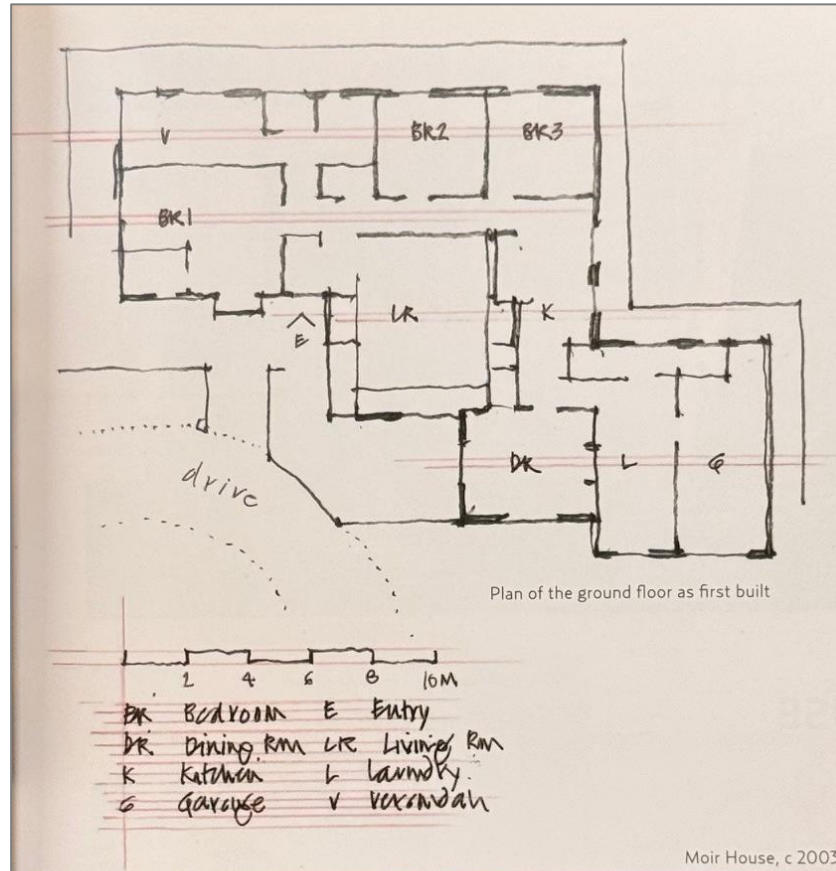 V
BR2
BR3
BR1
LR
K
E
DR
L
G
drive
Plan of the ground floor as first built
2 4 6 8 10M
BR Bedroom E Entry
DR Dining Rm LR Living Rm
K Kitchen L Laundry.
G Garage V Verandah
Moir House, c 2003